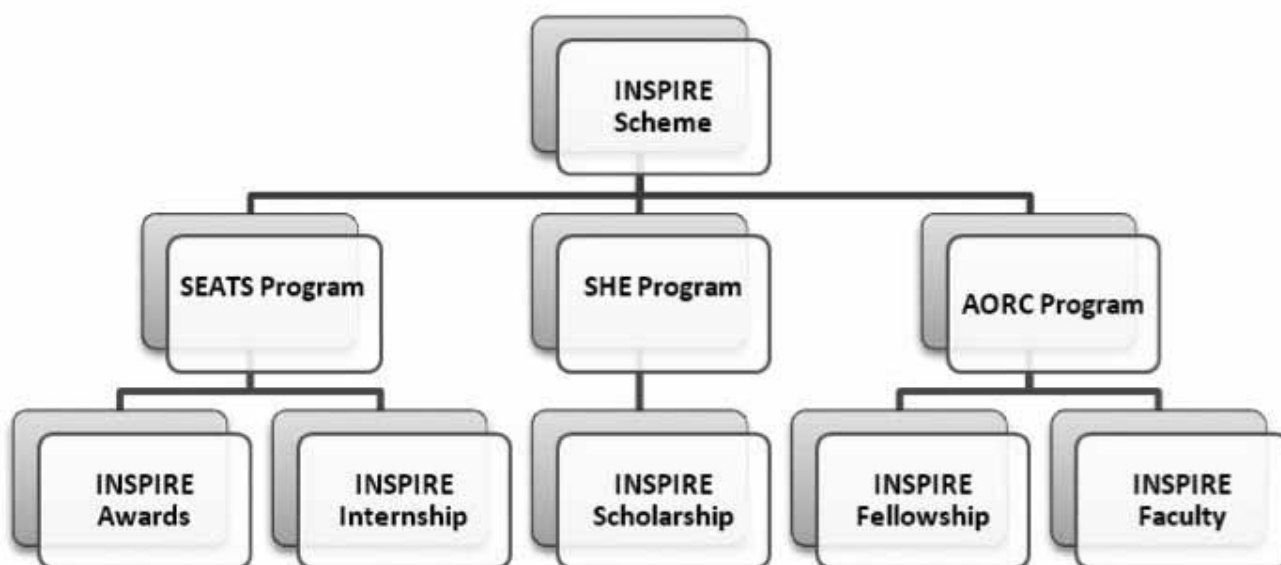 INSPIRE
Scheme
SEATS Program
SHE Program
AORC Program
INSPIRE
Awards
INSPIRE
Internship
INSPIRE
Scholarship
INSPIRE
Fellowship
INSPIRE
Faculty